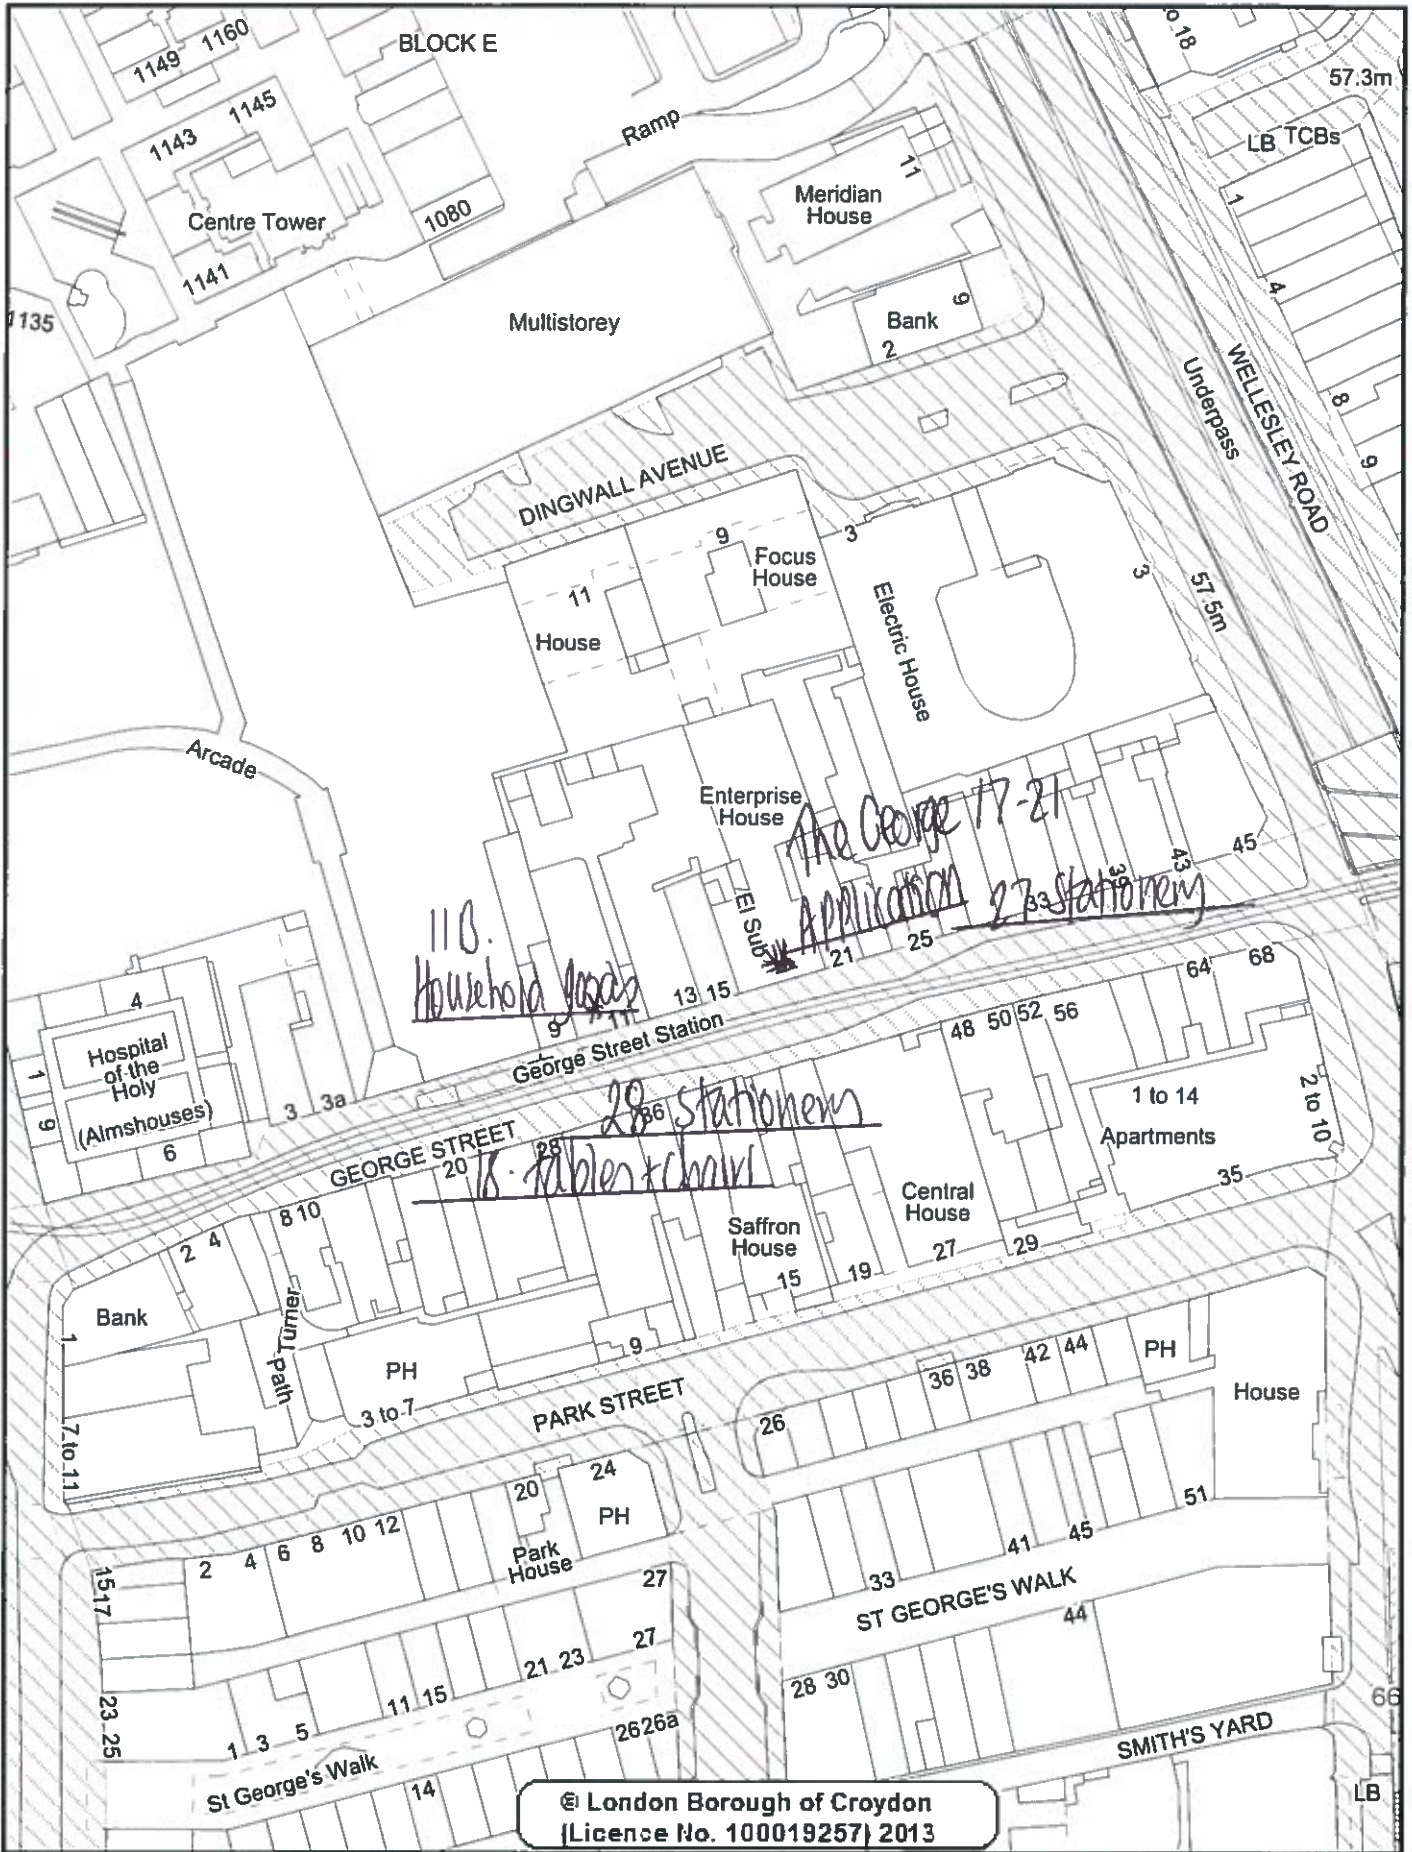 BLOCK E
1160
1149
to 18
57.3m
1145
1143
Ramp
LB TCBs
11
Meridian
House
Centre Tower
1080
1
1141
4
1135
Multistorey
9
Bank
2
WELLESLEY ROAD
Underpass
8
9
DINGWALL AVENUE
9
3
Focus
House
3
11
57.5m
House
Electric House
Arcade
Enterprise
House
The George 17-21
45
43
39
Application
27 Stationery
33
El Sub
25
21
11B.
Household goods
68
64
13 15
4
9
11
56
52
50
48
George Street Station
Hospital
of the
Holy
(Almshouses)
1
9
6
3 3a
28 Stationery
36
1 to 14
Apartments
2 to 10
GEORGE STREET
20
28
18. tables + chairs
35
Central
House
8 10
Saffron
House
2 4
27
29
15
19
Bank
1
Turner
Path
9
PH
3 to 7
36 38
42 44
PH
House
PARK STREET
26
7 to 11
24
20
PH
51
2 4 6 8 10 12
Park
House
41
45
15
17
27
33
ST GEORGE'S WALK
44
27
21 23
28 30
11 15
23
25
1 3 5
66
26 26a
SMITH'S YARD
St George's Walk
14
LB
© London Borough of Croydon
(Licence No. 100019257) 2013